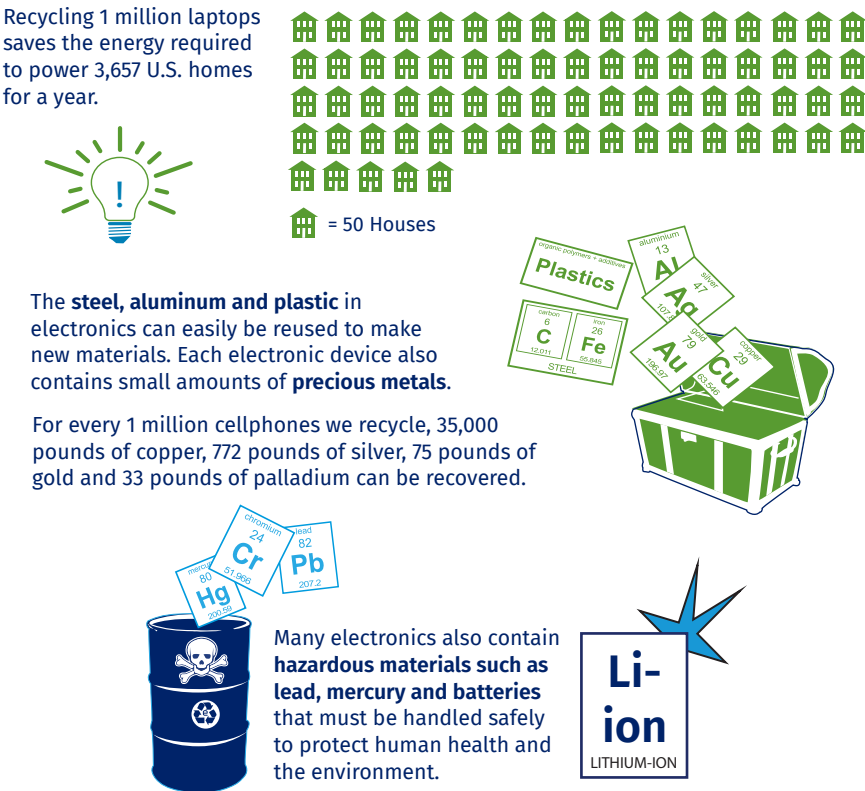 Recycling 1 million laptops
saves the energy required
to power 3,657 U.S. homes
for a year.
!
= 50 Houses
organic polymers + additives
Plastics
aluminium
13
Al
silver
47
Ag
107.8
carbon
6
C
12.011
iron
26
Fe
55.845
STEEL
gold
79
Au
196.97
copper
29
Cu
63.546
The steel, aluminum and plastic in
electronics can easily be reused to make
new materials. Each electronic device also
contains small amounts of precious metals.
For every 1 million cellphones we recycle, 35,000
pounds of copper, 772 pounds of silver, 75 pounds of
gold and 33 pounds of palladium can be recovered.
mercury
80
Hg
200.59
chromium
24
Cr
51.966
lead
82
Pb
207.2
e
Many electronics also contain
hazardous materials such as
lead, mercury and batteries
that must be handled safely
to protect human health and
the environment.
Li-
ion
LITHIUM-ION